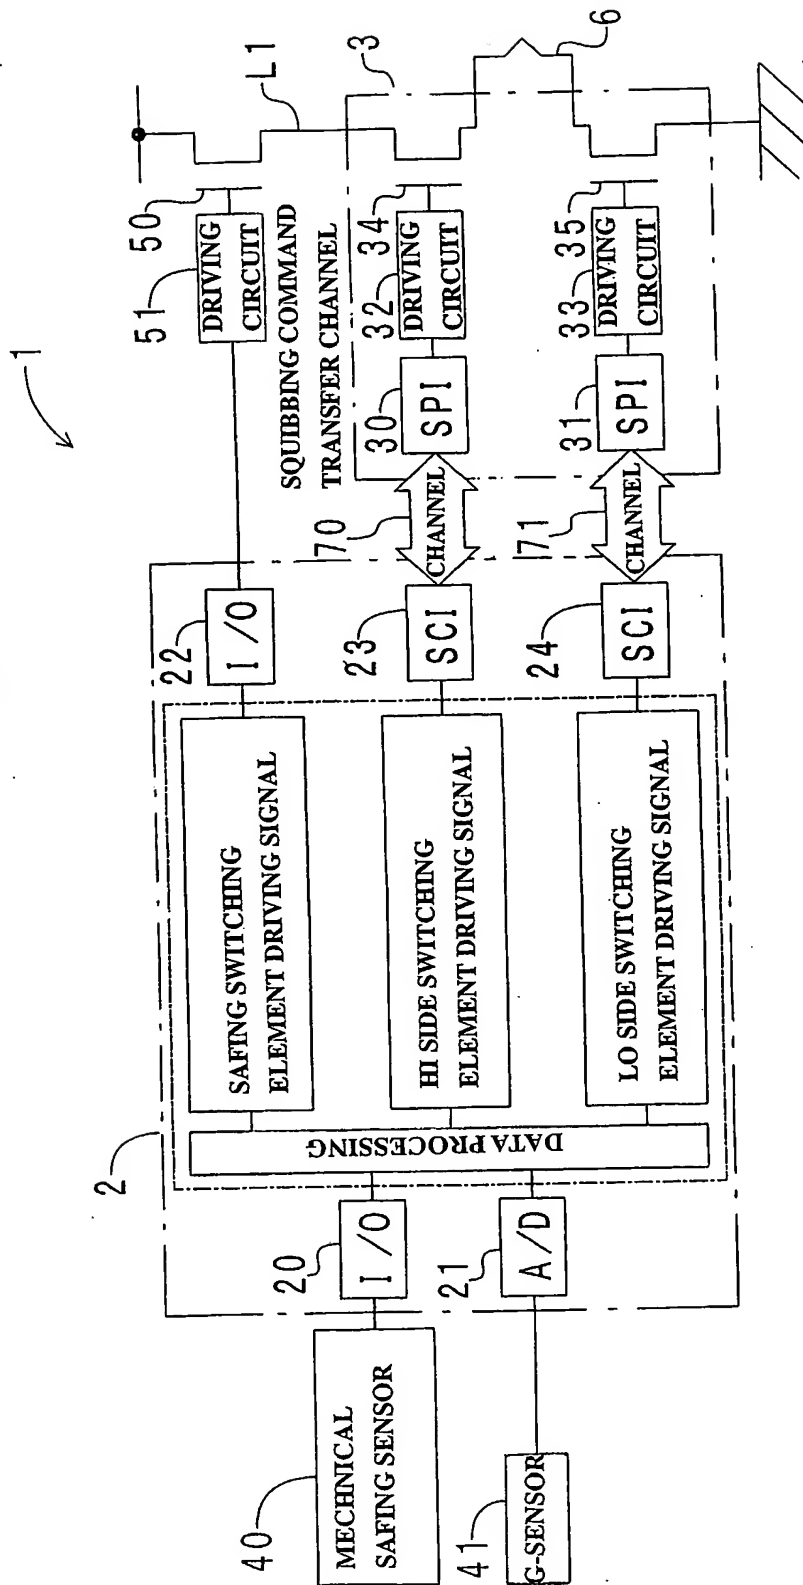 1
2
40
MECHNICAL
SAFING SENSOR
41
G-SENSOR
20
I/O
21
A/D
DATA PROCESSING
SAFING SWITCHING
ELEMENT DRIVING SIGNAL
HI SIDE SWITCHING
ELEMENT DRIVING SIGNAL
LO SIDE SWITCHING
ELEMENT DRIVING SIGNAL
22
I/O
23
SCI
24
SCI
SQUIBBING COMMAND
TRANSFER CHANNEL
70
CHANNEL
71
CHANNEL
30
SPI
31
SPI
51
DRIVING
CIRCUIT
50
32
DRIVING
CIRCUIT
34
33
DRIVING
CIRCUIT
35
L1
3
6